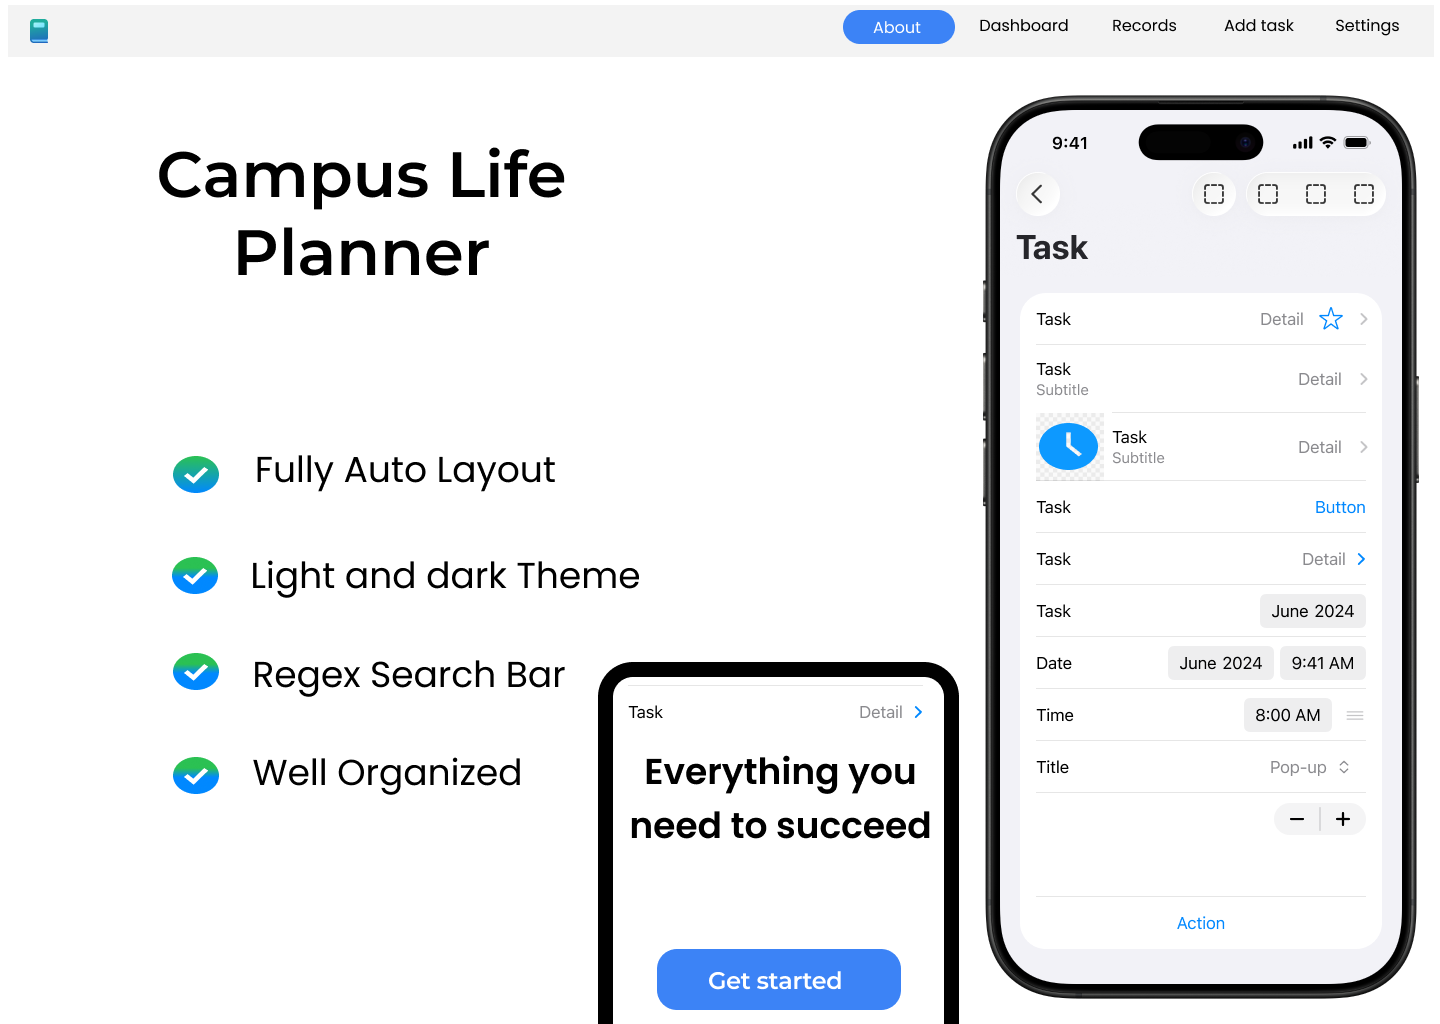 About
Dashboard
Records
Add task
Settings
Campus Life
Planner
Fully Auto Layout
Light and dark Theme
Regex Search Bar
Well Organized
Task
Detail
Everything you
need to succeed
Get started
9:41
Task
Task
Detail
Task
Subtitle
Detail
Task
Subtitle
Detail
Task
Button
Task
Detail
Task
June 2024
Date
June 2024
9:41 AM
Time
8:00 AM
Title
Pop-up
Action